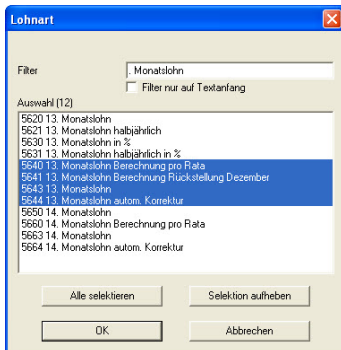 Lohnart
Filter
. Monatslohn
Filter nur auf Textanfang
Auswahl (12)
5620 13. Monatslohn
5621 13. Monatslohn halbjährlich
5630 13. Monatslohn in %
5631 13. Monatslohn halbjährlich in %
5640 13. Monatslohn Berechnung pro Rata
5641 13. Monatslohn Berechnung Rückstellung Dezember
5643 13. Monatslohn
5644 13. Monatslohn autom. Korrektur
5650 14. Monatslohn
5660 14. Monatslohn Berechnung pro Rata
5663 14. Monatslohn
5664 14. Monatslohn autom. Korrektur
Alle selektieren
Selektion aufheben
OK
Abbrechen